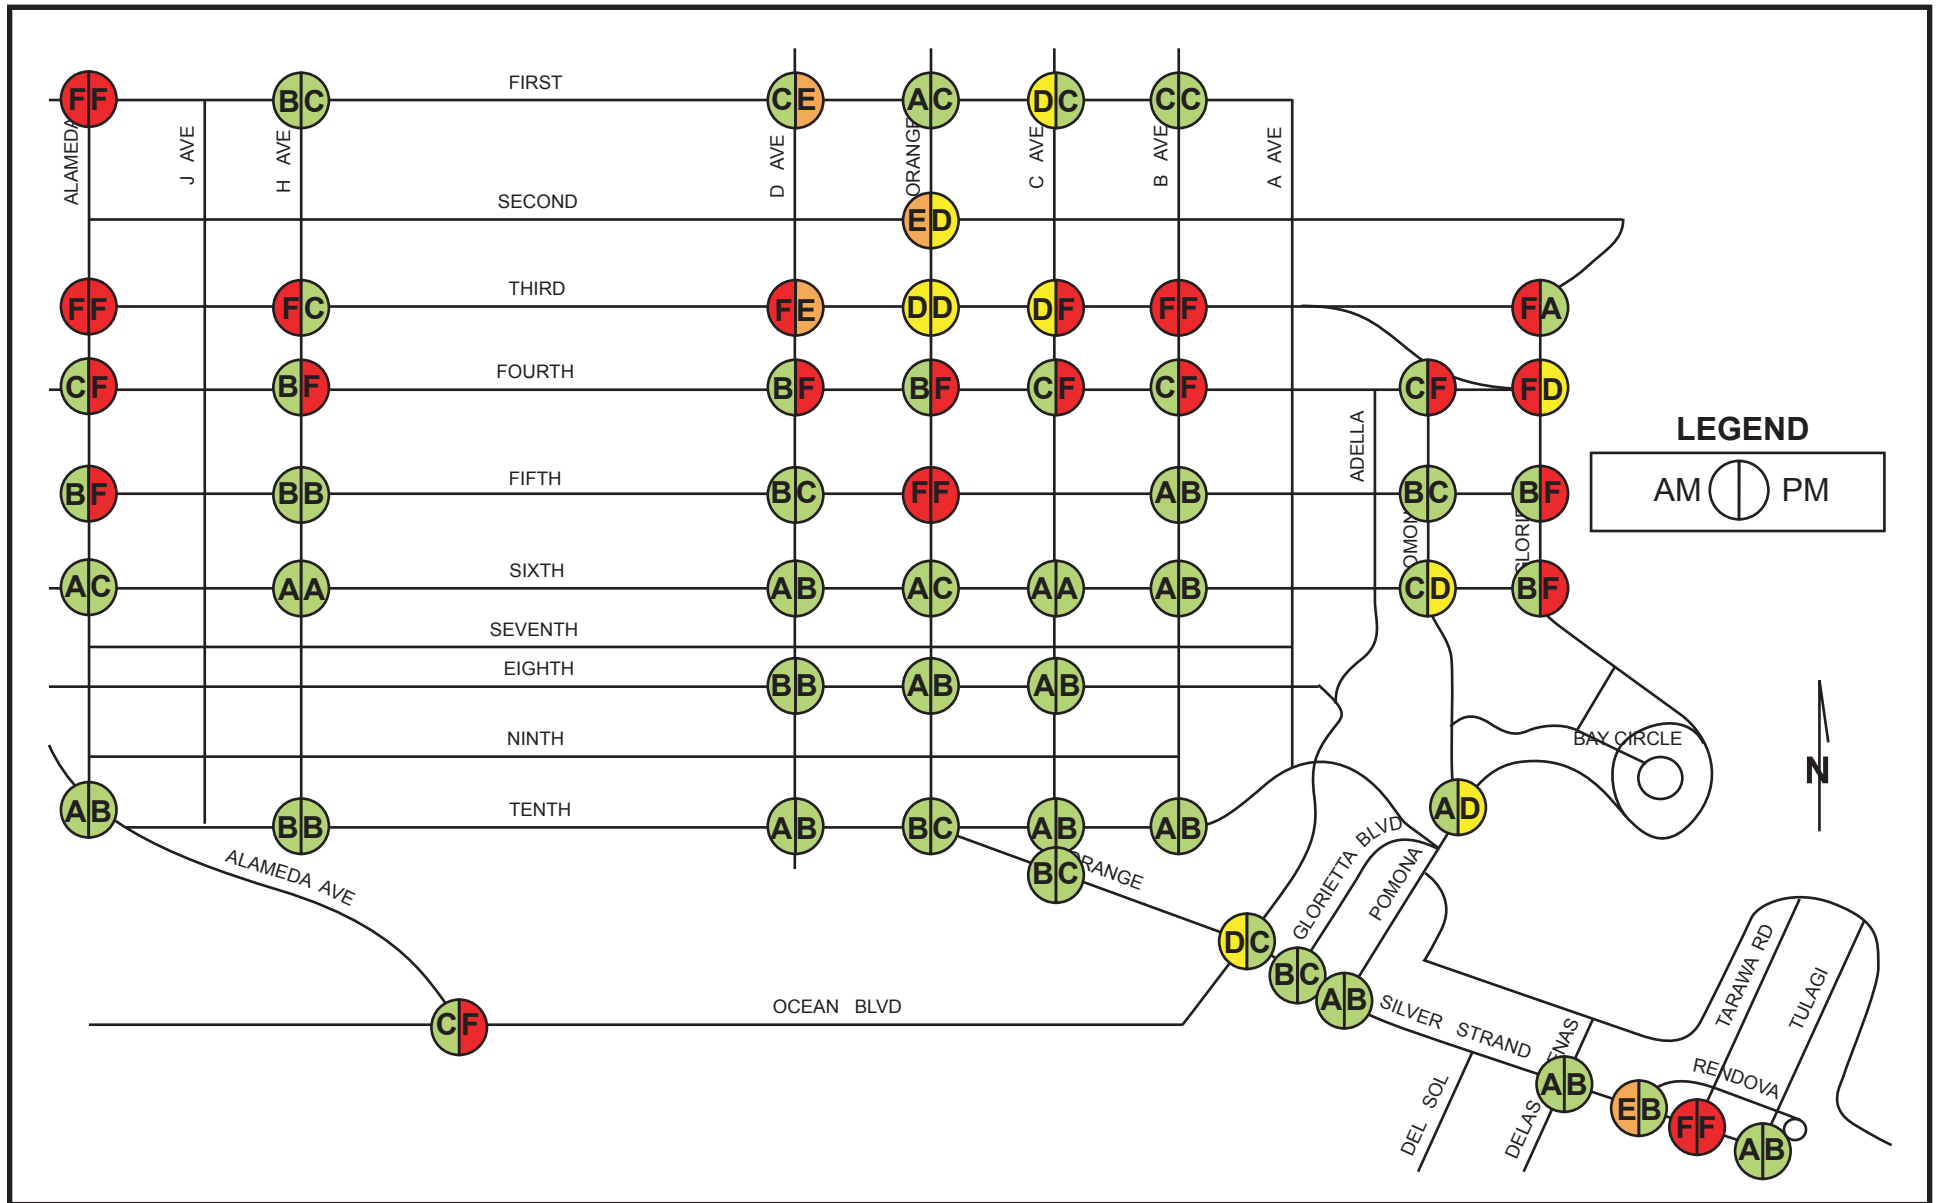 FIRST
FF
BC
CE
AC
DC
CC
ALAMEDA
J AVE
H AVE
D AVE
ORANGE
C AVE
B AVE
A AVE
SECOND
ED
THIRD
FF
FC
FE
DD
DF
FF
FA
FOURTH
CF
BF
BF
BF
CF
CF
CF
FD
ADELLA
LEGEND
AM PM
FIFTH
BF
BB
BC
FF
AB
BC
BF
OMON
GLORIE
SIXTH
AC
AA
AB
AC
AA
AB
CD
BF
SEVENTH
EIGHTH
BB
AB
AB
NINTH
BAY CIRCLE
N
TENTH
AB
BB
AB
BC
AB
AB
AD
ALAMEDA AVE
BC
RANGE
GLORIETTA BLVD
POMONA
DC
BC
AB
OCEAN BLVD
CF
SILVER STRAND
TARAWA RD
TULAGI
DEL SOL
DELAS
ENAS
RENDOVA
AB
EB
FF
AB